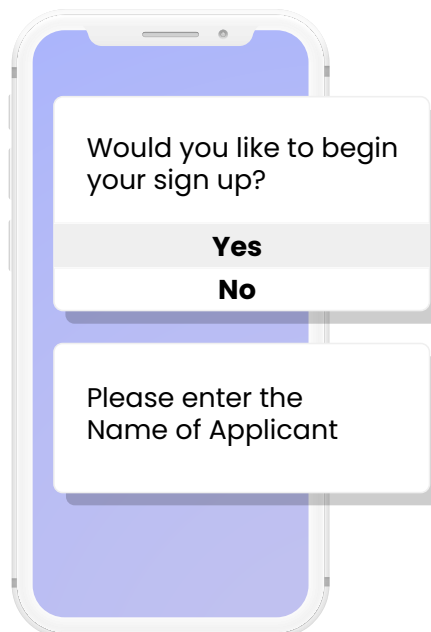 Would you like to begin
your sign up?
Yes
No
Please enter the
Name of Applicant